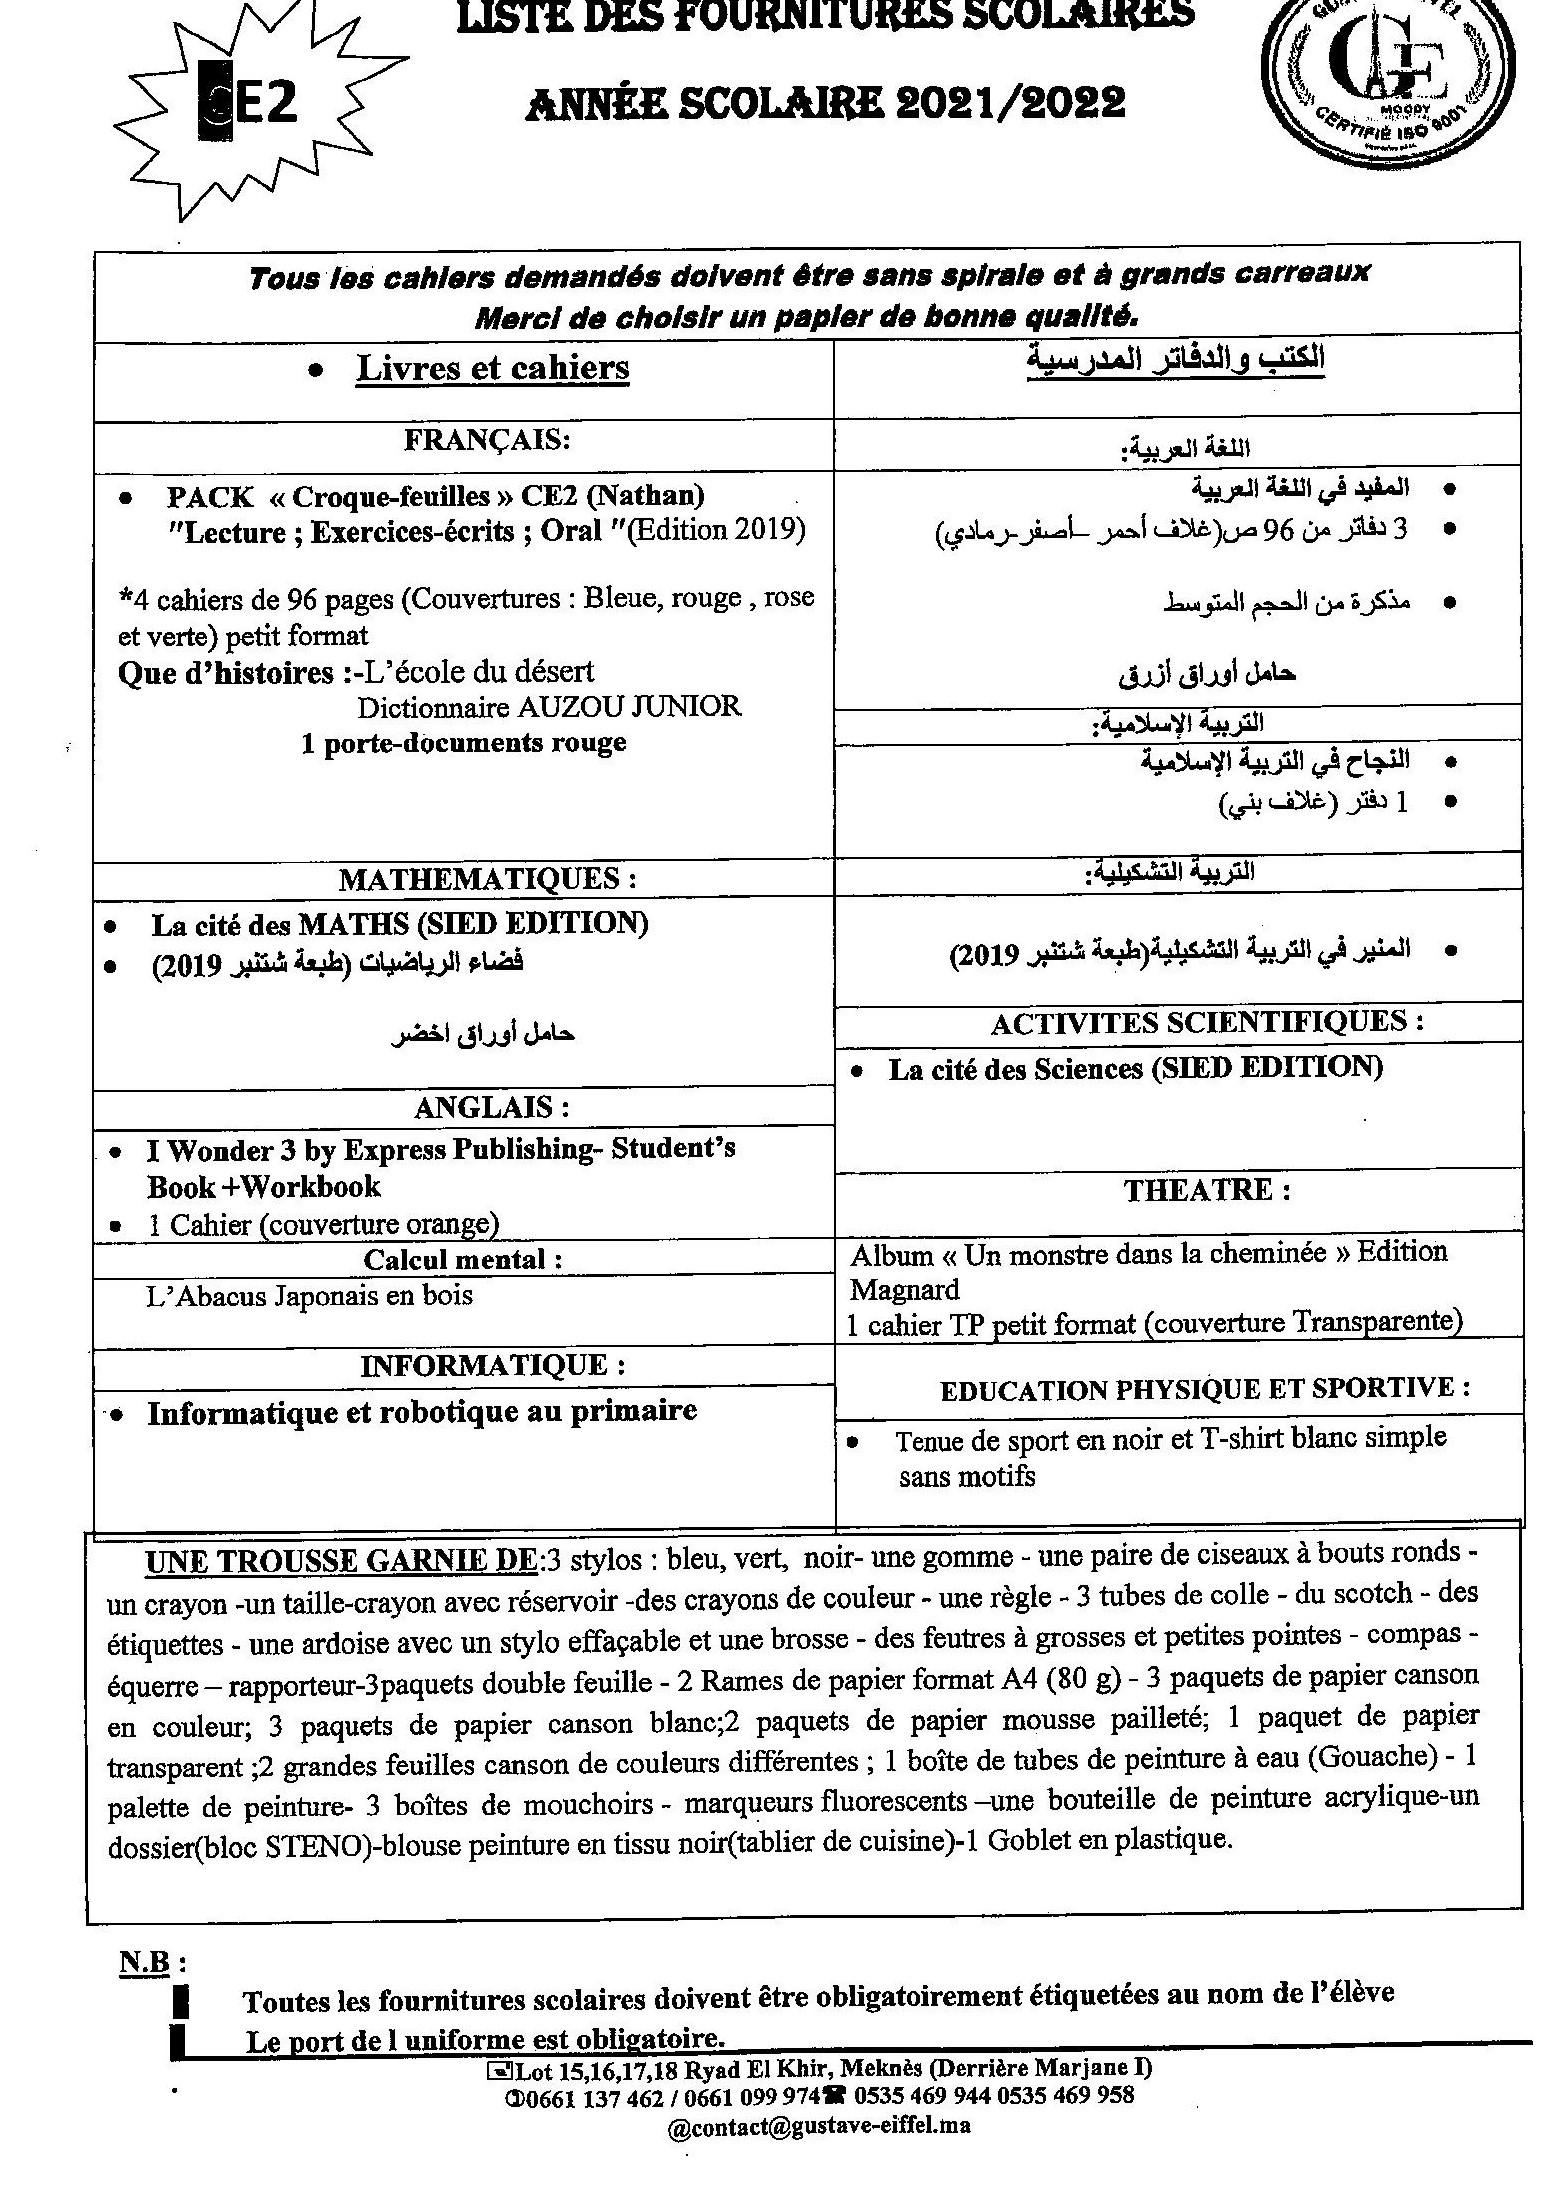 LISTE DES FOURNITURES SCOLAIRES
CE2
ANNÉE SCOLAIRE 2021/2022
GE
MOODY
CERTIFIÉ ISO 9001
Tous les cahiers demandés doivent être sans spirale et à grands carreaux
Merci de choisir un papier de bonne qualité.
• Livres et cahiers
FRANÇAIS:
• PACK « Croque-feuilles » CE2 (Nathan)
"Lecture ; Exercices-écrits ; Oral "(Edition 2019)
*4 cahiers de 96 pages (Couvertures : Bleue, rouge , rose
et verte) petit format
Que d'histoires :-L'école du désert
Dictionnaire AUZOU JUNIOR
1 porte-documents rouge
MATHEMATIQUES :
• La cité des MATHS (SIED EDITION)
• فضاء الرياضيات (طبعة شتنبر 2019)
حامل أوراق اخضر
ANGLAIS :
• I Wonder 3 by Express Publishing- Student's
Book +Workbook
• 1 Cahier (couverture orange)
Calcul mental :
L'Abacus Japonais en bois
INFORMATIQUE :
• Informatique et robotique au primaire
الكتب والدفاتر المدرسية
اللغة العربية:
• المفيد في اللغة العربية
• 3 دفاتر من 96 ص(غلاف أحمر –أصفر-رمادي)
• مذكرة من الحجم المتوسط
حامل أوراق أزرق
التربية الإسلامية:
• النجاح في التربية الإسلامية
• 1 دفتر (غلاف بني)
التربية التشكيلية:
• المنير في التربية التشكيلية(طبعة شتنبر 2019)
ACTIVITES SCIENTIFIQUES :
• La cité des Sciences (SIED EDITION)
THEATRE :
Album « Un monstre dans la cheminée » Edition
Magnard
1 cahier TP petit format (couverture Transparente)
EDUCATION PHYSIQUE ET SPORTIVE :
• Tenue de sport en noir et T-shirt blanc simple
sans motifs
UNE TROUSSE GARNIE DE:3 stylos : bleu, vert, noir- une gomme - une paire de ciseaux à bouts ronds -
un crayon -un taille-crayon avec réservoir -des crayons de couleur - une règle - 3 tubes de colle - du scotch - des
étiquettes - une ardoise avec un stylo effaçable et une brosse - des feutres à grosses et petites pointes - compas -
équerre – rapporteur-3paquets double feuille - 2 Rames de papier format A4 (80 g) - 3 paquets de papier canson
en couleur; 3 paquets de papier canson blanc;2 paquets de papier mousse pailleté; 1 paquet de papier
transparent ;2 grandes feuilles canson de couleurs différentes ; 1 boîte de tubes de peinture à eau (Gouache) - 1
palette de peinture- 3 boîtes de mouchoirs - marqueurs fluorescents –une bouteille de peinture acrylique-un
dossier(bloc STENO)-blouse peinture en tissu noir(tablier de cuisine)-1 Goblet en plastique.
N.B :
Toutes les fournitures scolaires doivent être obligatoirement étiquetées au nom de l'élève
Le port de l uniforme est obligatoire.
Lot 15,16,17,18 Ryad El Khir, Meknès (Derrière Marjane I)
0661 137 462 / 0661 099 974☎ 0535 469 944 0535 469 958
@contact@gustave-eiffel.ma